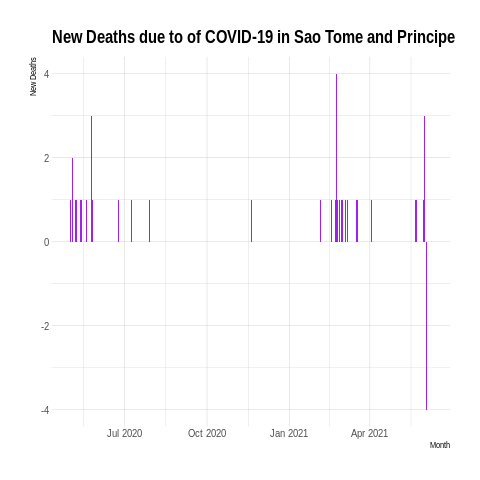 New Deaths due to of COVID-19 in Sao Tome and Principe
New Deaths
4
2
0
-2
-4
Jul 2020
Oct 2020
Jan 2021
Apr 2021
Month